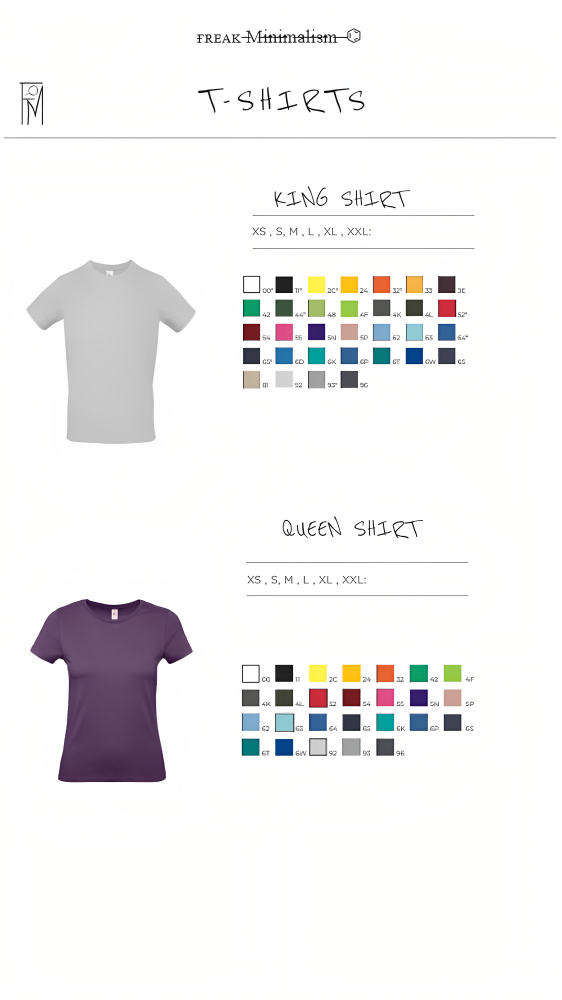 FREAK Minimalism
T-SHIRTS
KING SHIRT
XS , S, M , L , XL , XXL:
00* 11* 2C* 24 32* 33 3E
42 44* 48 4F 4K 4L 52*
54 55 5N 5P 62 63 64*
65* 6D 6K 6P 6T 6W 6S
81 92 93* 96
QUEEN SHIRT
XS , S, M , L , XL , XXL:
00 11 2C 24 32 42 4F
4K 4L 52 54 55 5N 5P
62 63 64 65 6K 6P 6S
6T 6W 92 93 96